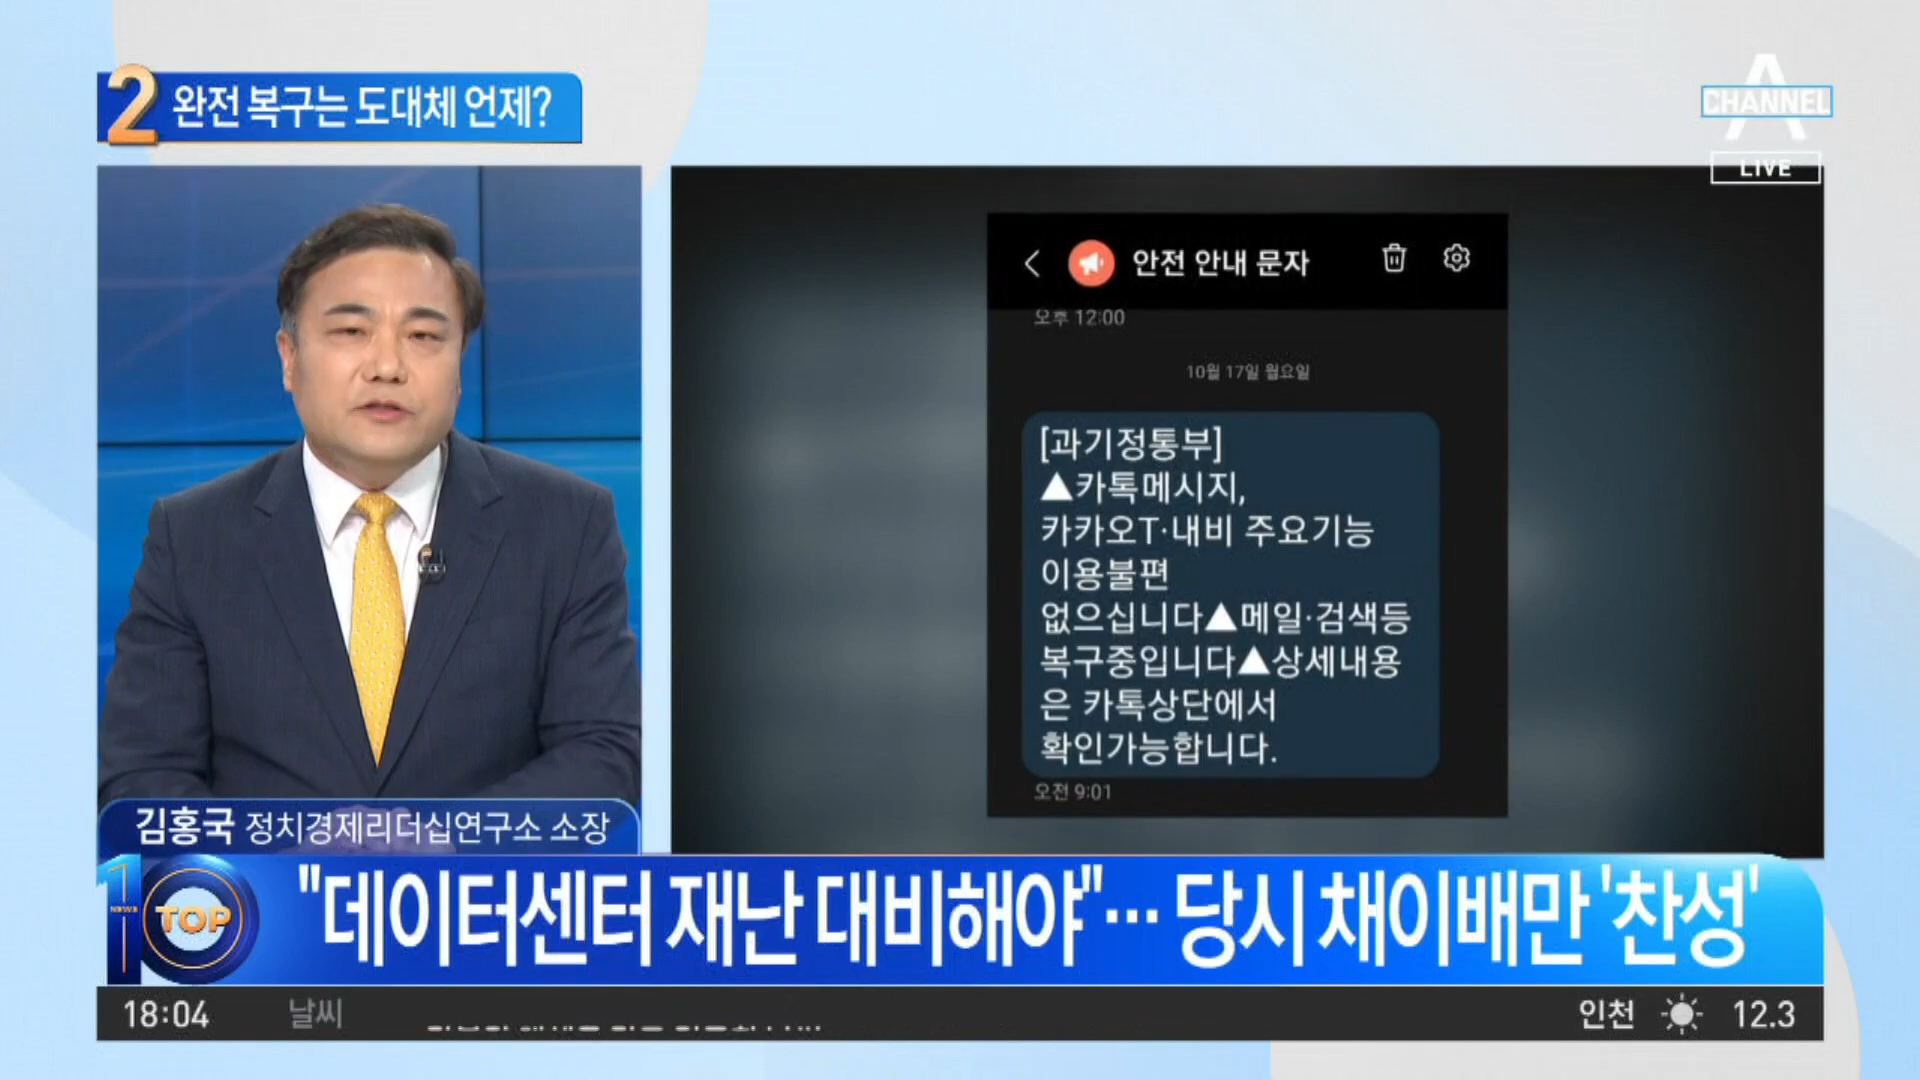 2 완전 복구는 도대체 언제?
CHANNEL A
LIVE
안전 안내 문자
오후 12:00
10월 17일 월요일
[과기정통부]
▲카톡메시지,
카카오T·내비 주요기능
이용불편
없으십니다▲메일·검색등
복구중입니다▲상세내용
은 카톡상단에서
확인가능합니다.
오전 9:01
김홍국 정치경제리더십연구소 소장
NEWS TOP 10
"데이터센터 재난 대비해야"… 당시 채이배만 '찬성'
18:04 날씨
인천 12.3